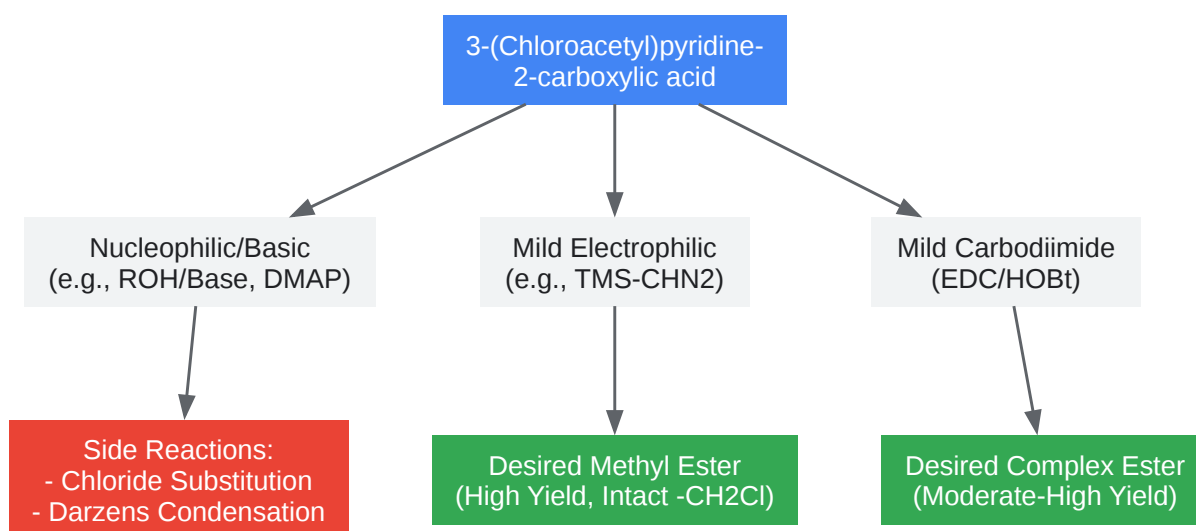 3-(Chloroacetyl)pyridine-
2-carboxylic acid
Nucleophilic/Basic
(e.g., ROH/Base, DMAP)
Mild Electrophilic
(e.g., TMS-CHN2)
Mild Carbodiimide
(EDC/HOBt)
Side Reactions:
- Chloride Substitution
- Darzens Condensation
Desired Methyl Ester
(High Yield, Intact -CH2Cl)
Desired Complex Ester
(Moderate-High Yield)